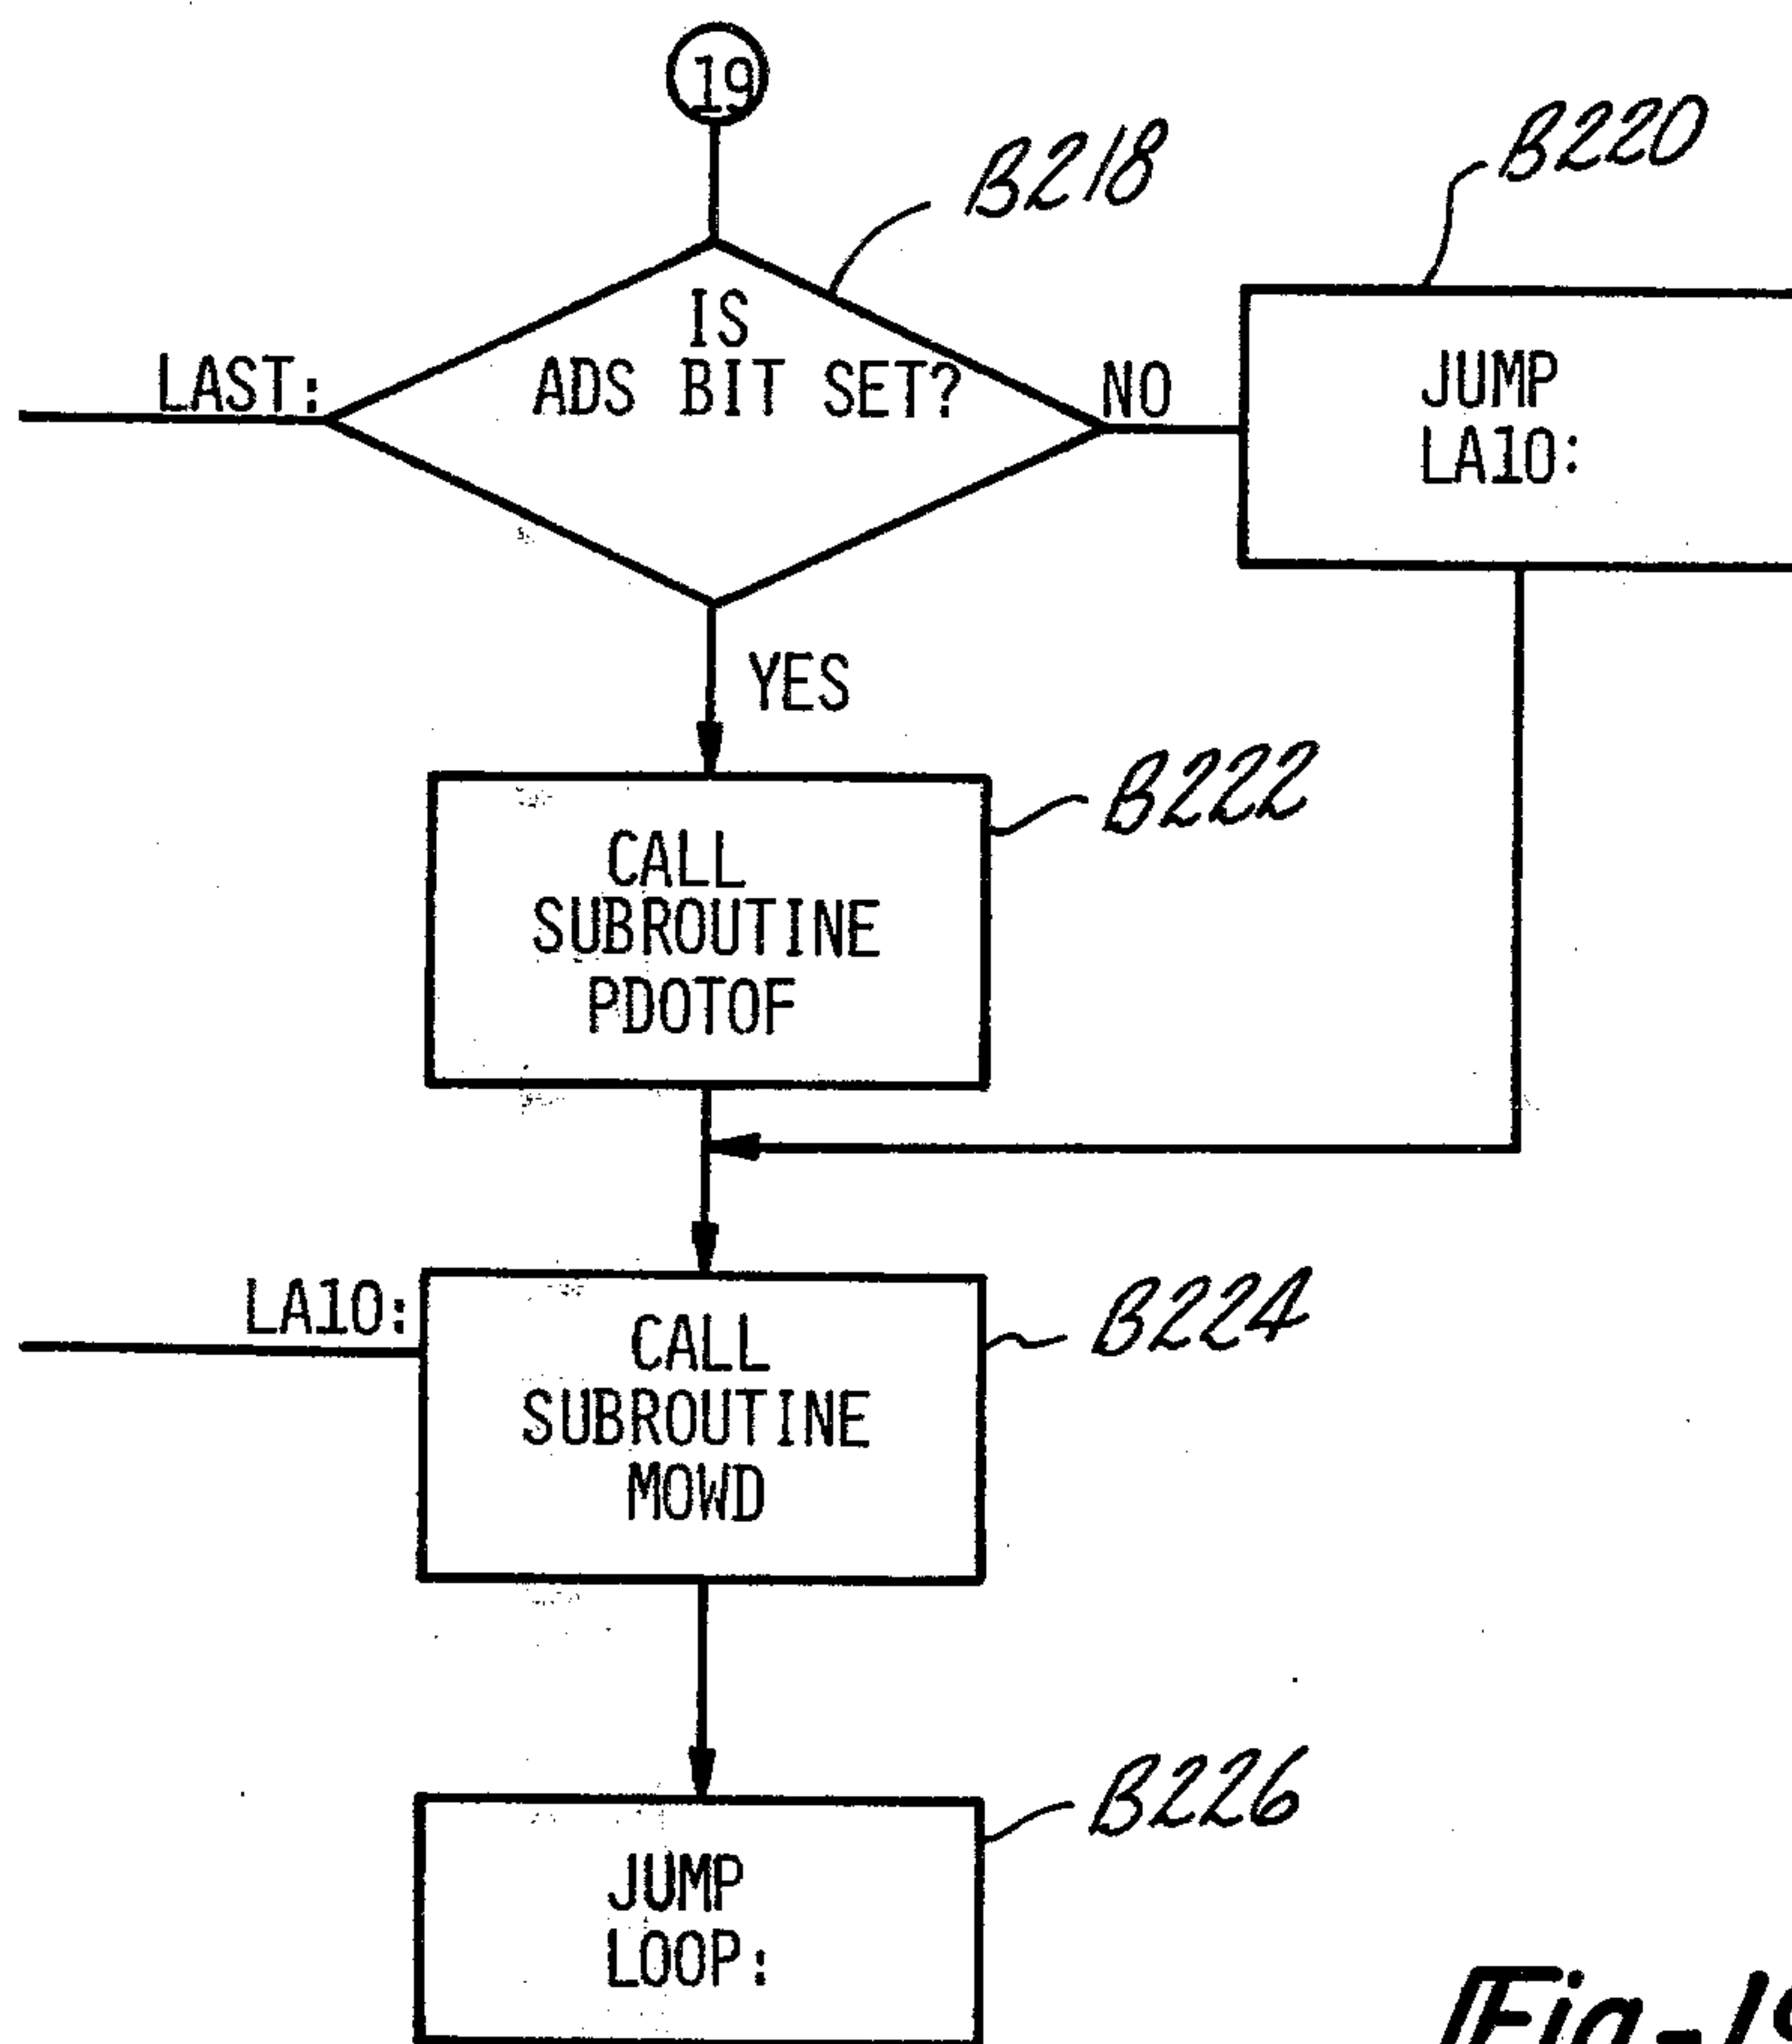 19
B218
B220
IS
ADS BIT SET?
LAST:
NO
JUMP
LA10:
YES
B222
CALL
SUBROUTINE
PDOTOF
LA10:
B224
CALL
SUBROUTINE
MOWD
B226
JUMP
LOOP: